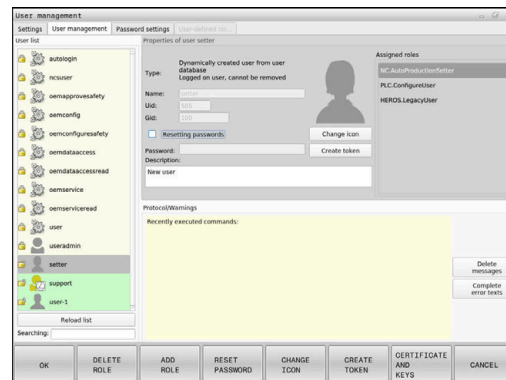 User management
Settings
User management
Password settings
User list
autologin
ncsuser
oemapprovesafety
oemconfig
oemconfiguresafety
oemdataaccess
oemdataaccessread
oemservice
oemserviceread
user
useradmin
setter
support
user-1
Reload list
Searching:
Properties of user setter
Type:
Dynamically created user from user
database
Logged on user, cannot be removed
Name:
setter
Uid:
505
Gid:
100
Resetting passwords
Change icon
Password:
Create token
Description:
New user
Assigned roles
NC.AutoProductionSetter
PLC.ConfigureUser
HEROS.LegacyUser
Protocol/Warnings
Recently executed commands:
Delete
messages
Complete
error texts
OK
DELETE
ROLE
ADD
ROLE
RESET
PASSWORD
CHANGE
ICON
CREATE
TOKEN
CERTIFICATE
AND
KEYS
CANCEL